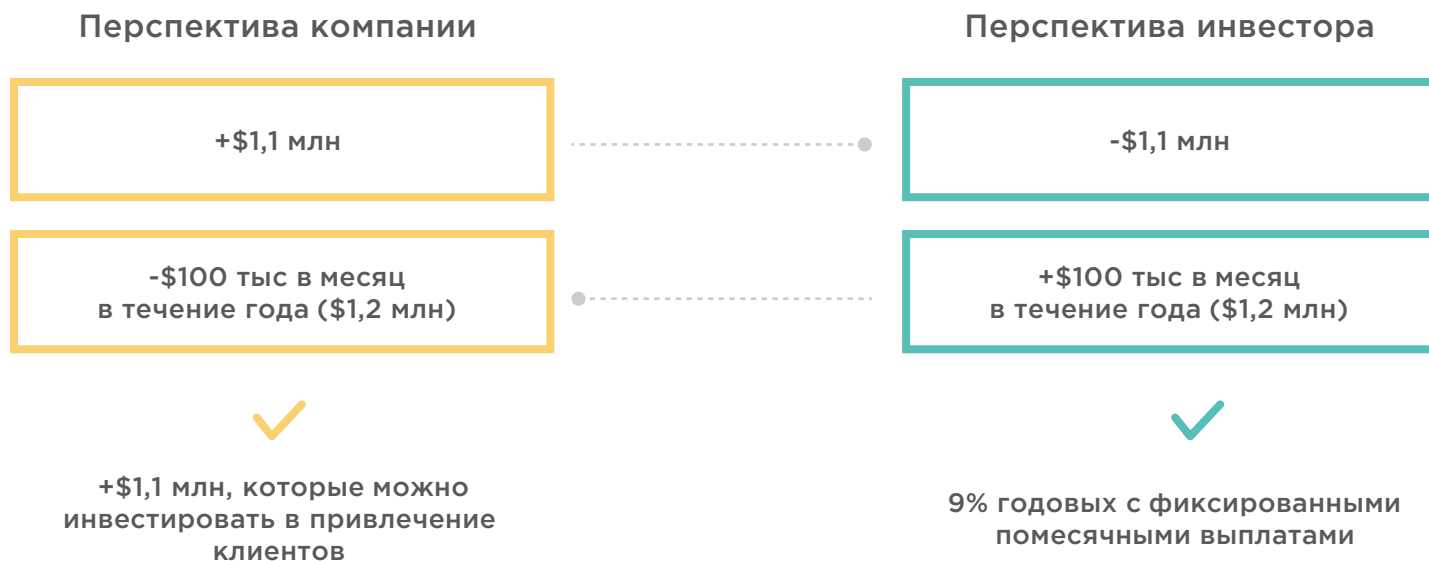 Перспектива компании
Перспектива инвестора
+$1,1 млн
-$1,1 млн
-$100 тыс в месяц
в течение года ($1,2 млн)
+$100 тыс в месяц
в течение года ($1,2 млн)
+$1,1 млн, которые можно
инвестировать в привлечение
клиентов
9% годовых с фиксированными
помесячными выплатами